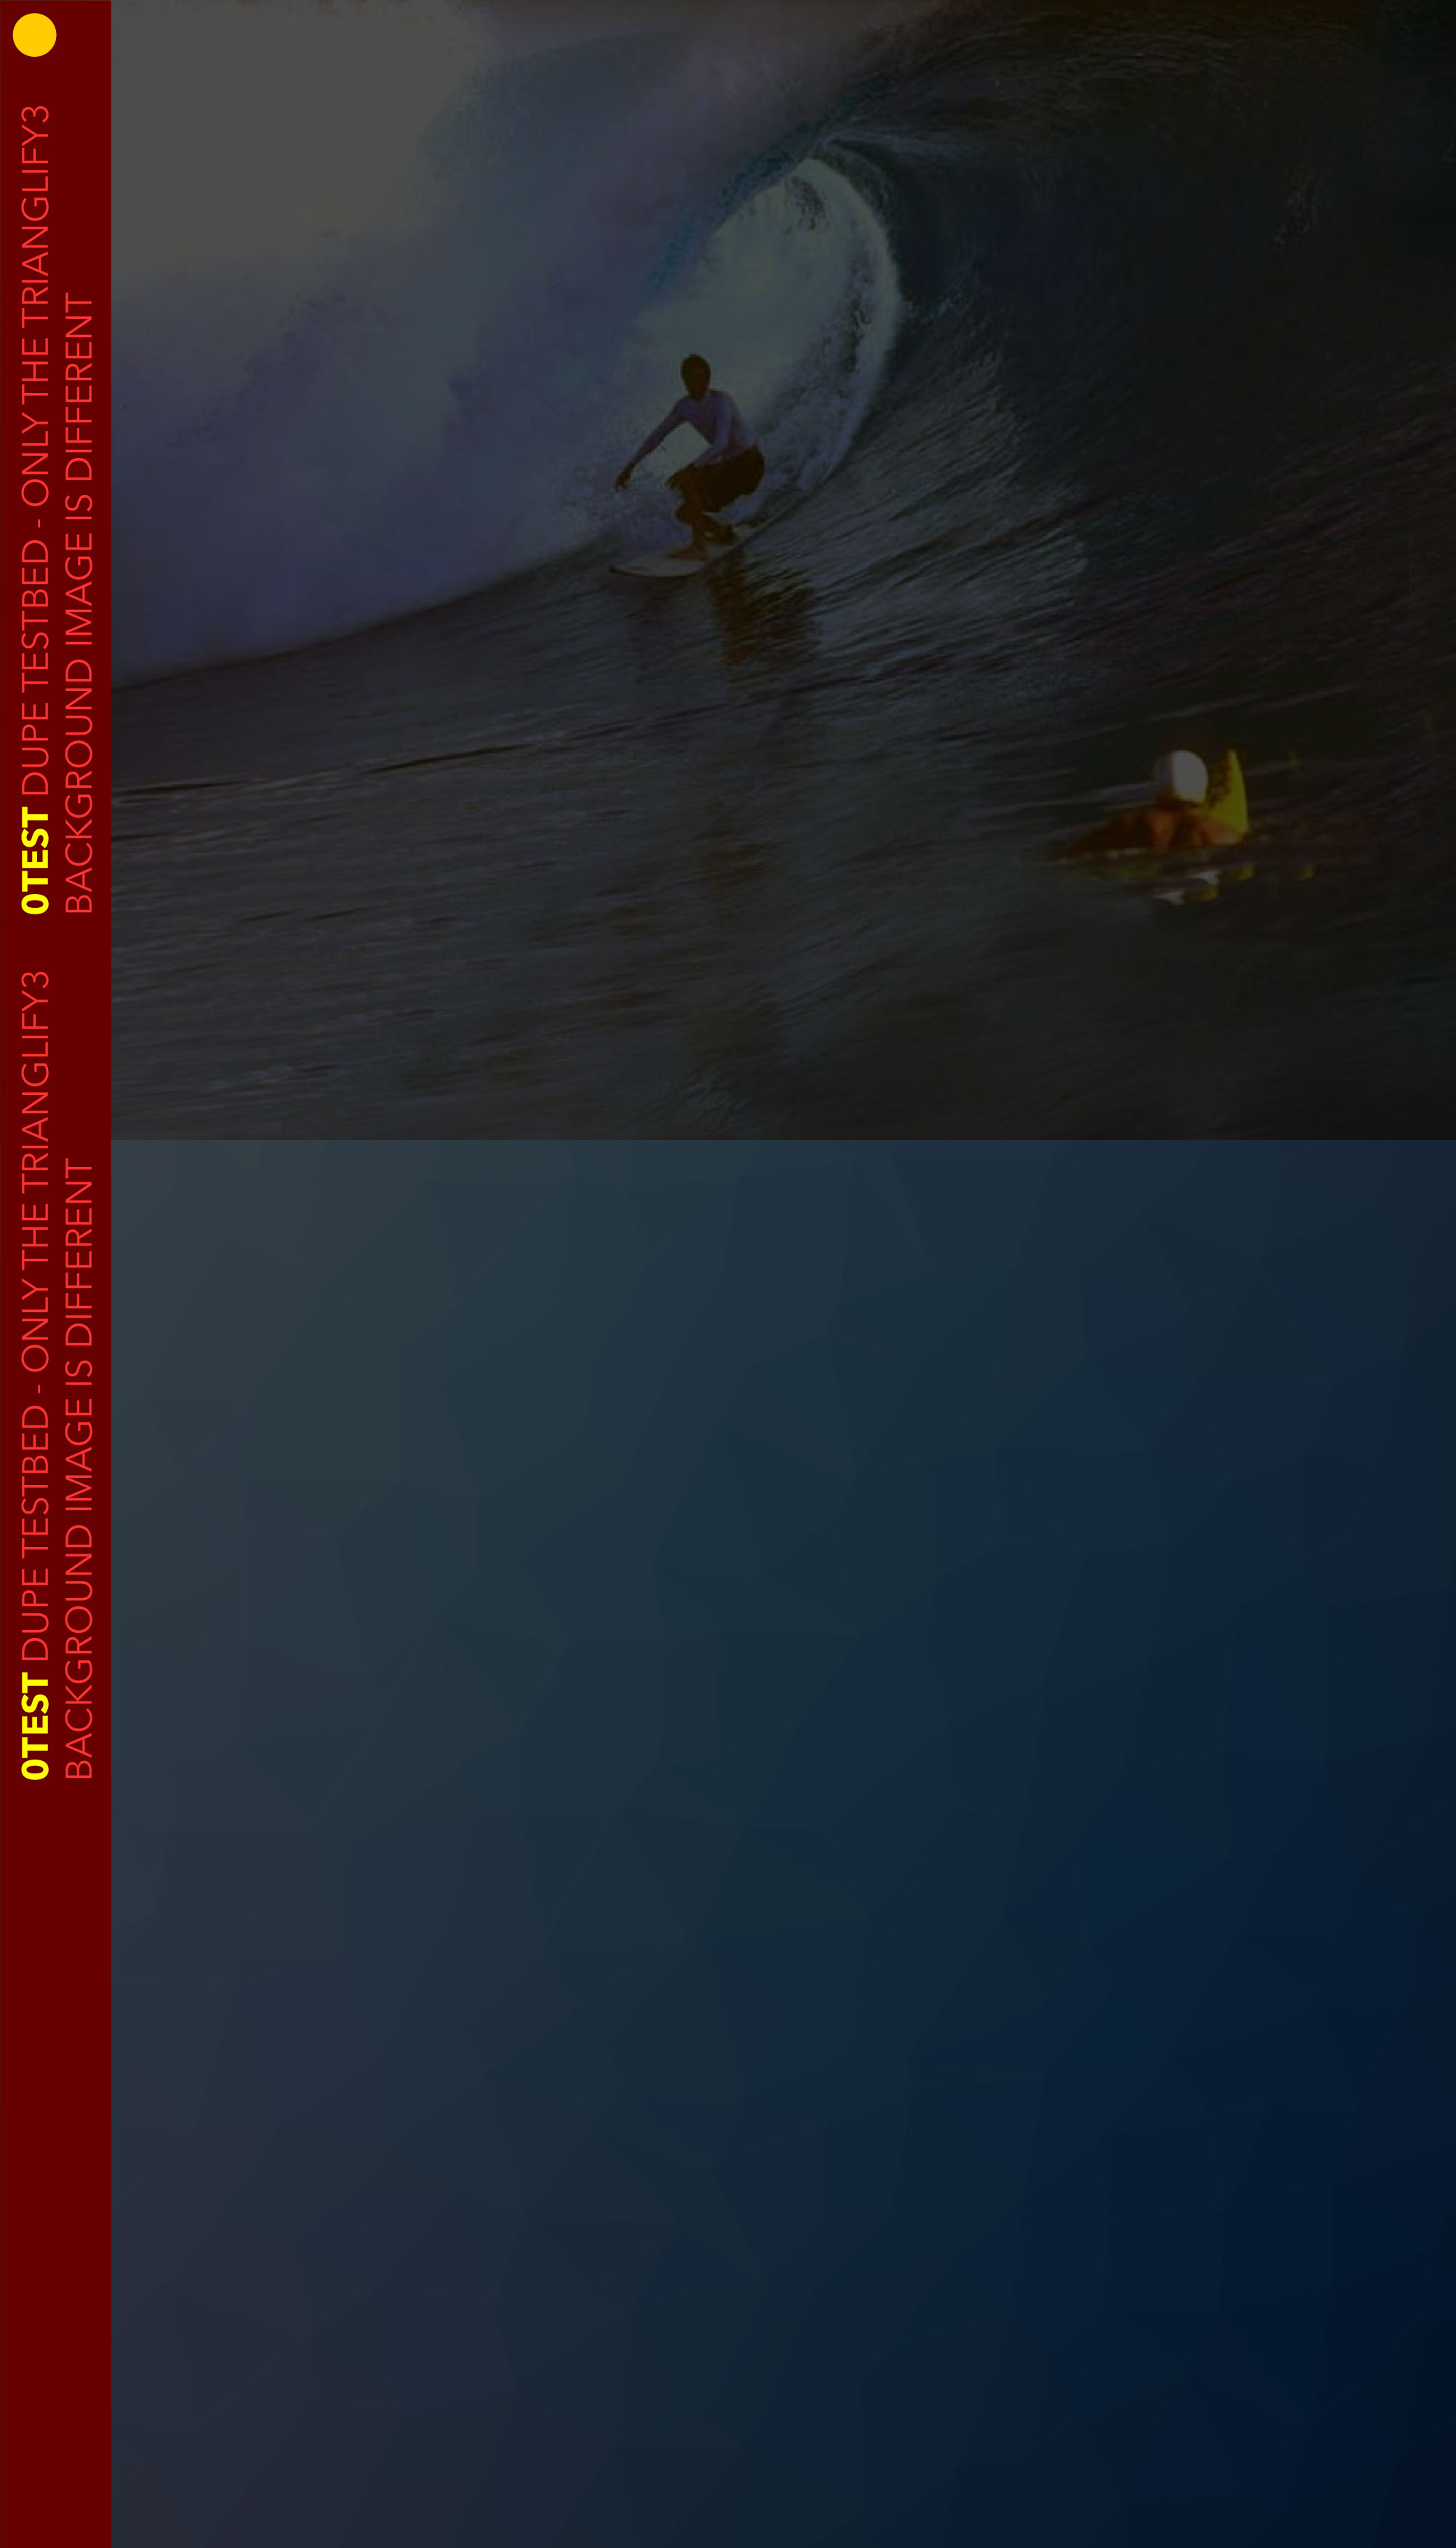 0TEST DUPE TESTBED - ONLY THE TRIANGLIFY3
BACKGROUND IMAGE IS DIFFERENT
0TEST DUPE TESTBED - ONLY THE TRIANGLIFY3
BACKGROUND IMAGE IS DIFFERENT